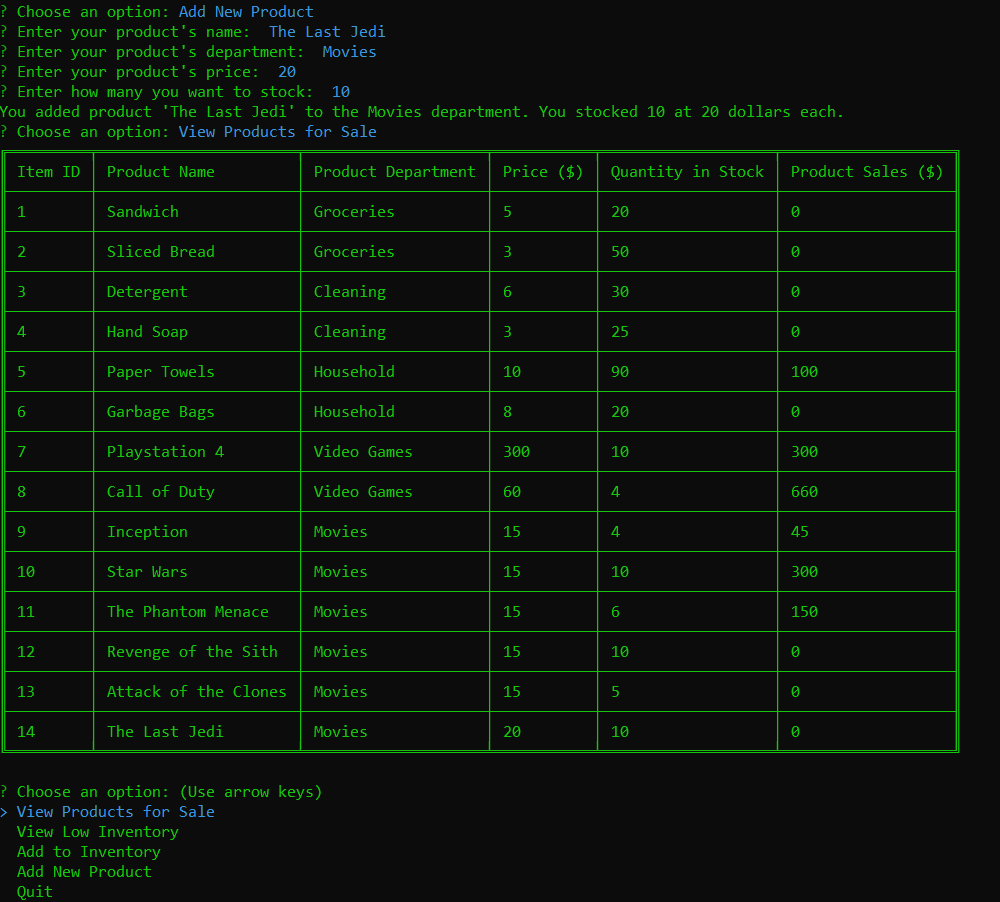 ? Choose an option: Add New Product
? Enter your product's name:  The Last Jedi
? Enter your product's department:  Movies
? Enter your product's price:  20
? Enter how many you want to stock:  10
You added product 'The Last Jedi' to the Movies department. You stocked 10 at 20 dollars each.
? Choose an option: View Products for Sale
Item ID Product Name Product Department Price ($) Quantity in Stock Product Sales ($)
1 Sandwich Groceries 5 20 0
2 Sliced Bread Groceries 3 50 0
3 Detergent Cleaning 6 30 0
4 Hand Soap Cleaning 3 25 0
5 Paper Towels Household 10 90 100
6 Garbage Bags Household 8 20 0
7 Playstation 4 Video Games 300 10 300
8 Call of Duty Video Games 60 4 660
9 Inception Movies 15 4 45
10 Star Wars Movies 15 10 300
11 The Phantom Menace Movies 15 6 150
12 Revenge of the Sith Movies 15 10 0
13 Attack of the Clones Movies 15 5 0
14 The Last Jedi Movies 20 10 0
? Choose an option: (Use arrow keys)
> View Products for Sale
View Low Inventory
Add to Inventory
Add New Product
Quit